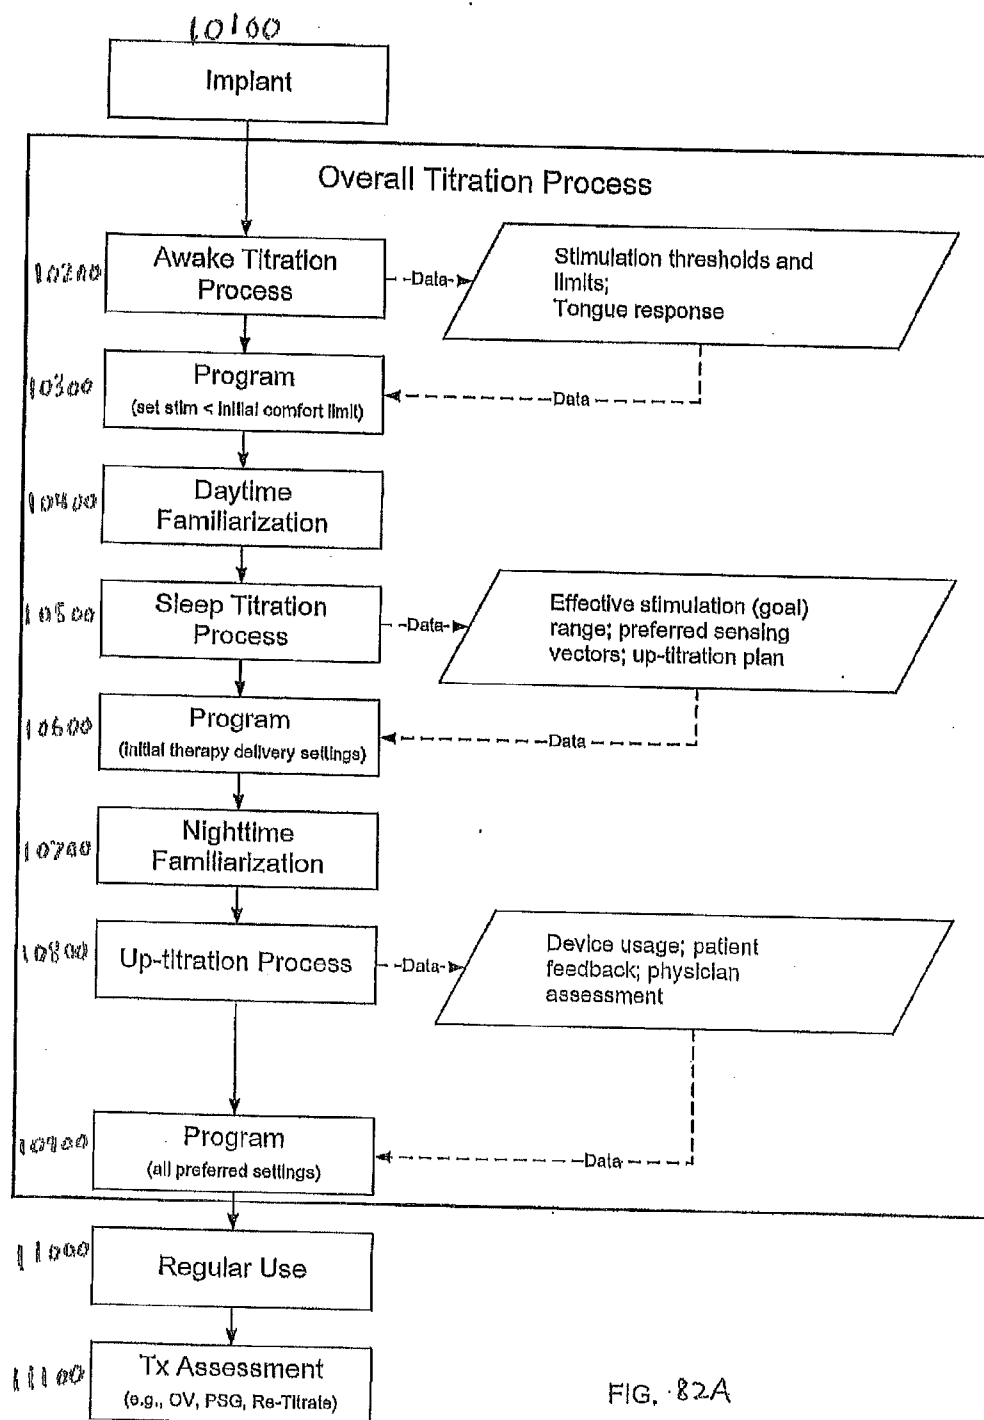 10100
Implant
Overall Titration Process
10200
Awake Titration
Process
Data
Stimulation thresholds and
limits;
Tongue response
10300
Program
(set stim < initial comfort limit)
Data
10400
Daytime
Familiarization
10500
Sleep Titration
Process
Data
Effective stimulation (goal)
range; preferred sensing
vectors; up-titration plan
10600
Program
(initial therapy delivery settings)
Data
10700
Nighttime
Familiarization
10800
Up-titration Process
Data
Device usage; patient
feedback; physician
assessment
10900
Program
(all preferred settings)
Data
11000
Regular Use
11100
Tx Assessment
(e.g., OV, PSG, Re-Titrate)
FIG. 82A